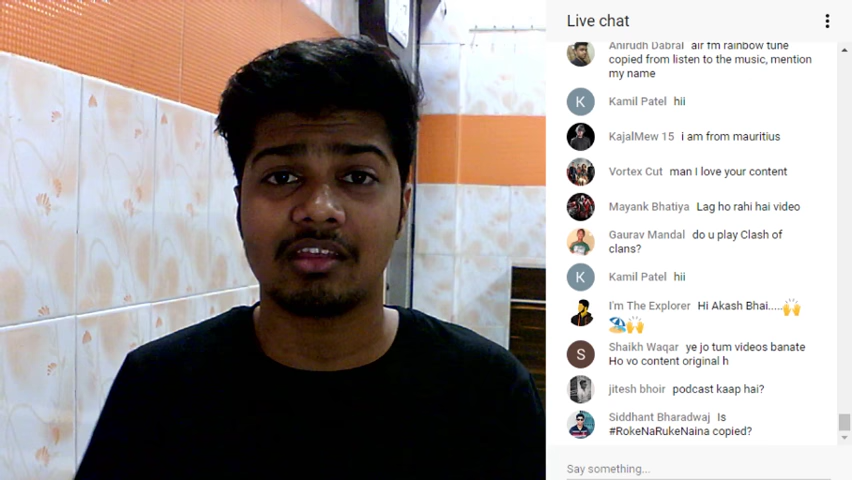 Live chat
Anirudh Dabral air fm rainbow tune
copied from listen to the music, mention
my name
K Kamil Patel hii
KajalMew 15 i am from mauritius
Vortex Cut man I love your content
Mayank Bhatiya Lag ho rahi hai video
Gaurav Mandal do u play Clash of
clans?
K Kamil Patel hii
I'm The Explorer Hi Akash Bhai.....🙌
🏖️🙌
S Shaikh Waqar ye jo tum videos banate
Ho vo content original h
jitesh bhoir podcast kaap hai?
Siddhant Bharadwaj Is
#RokeNaRukeNaina copied?
Say something...